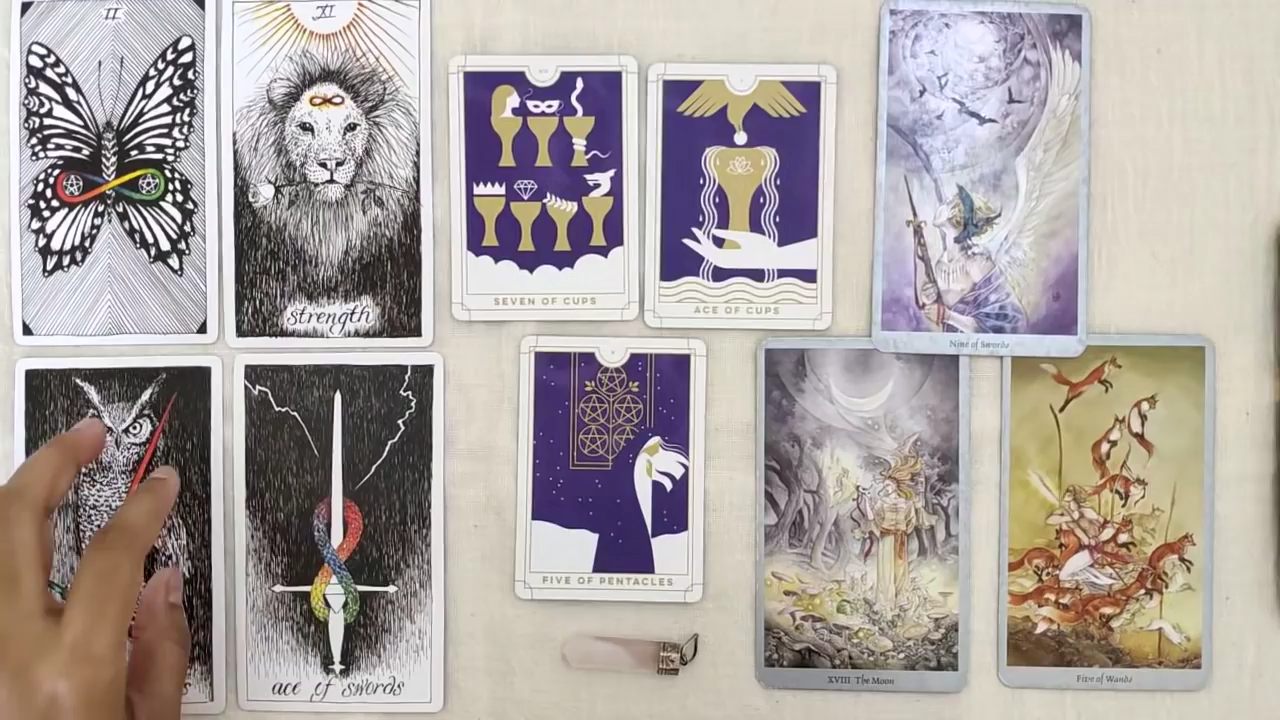 II
XI
strength
ace of swords
SEVEN OF CUPS
ACE OF CUPS
FIVE OF PENTACLES
Nine of Swords
XVIII The Moon
Five of Wands